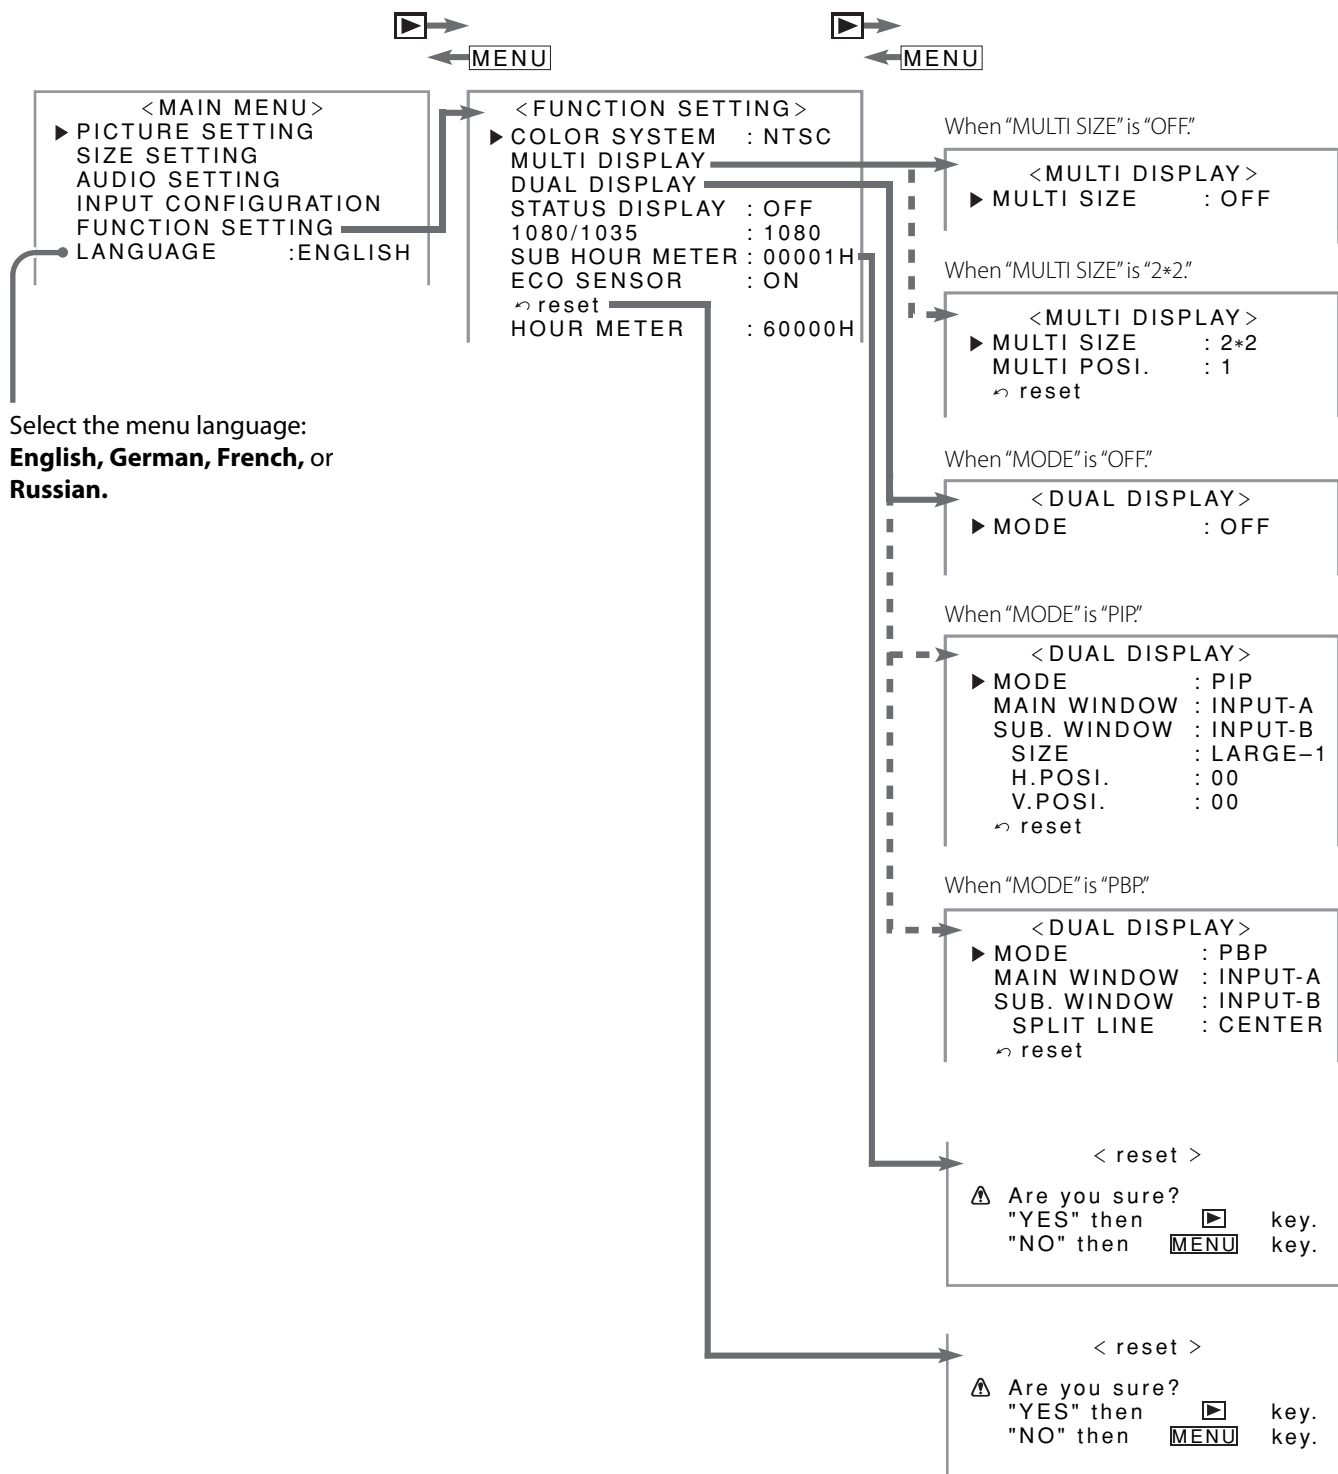 MENU
MENU
<MAIN MENU>
PICTURE SETTING
SIZE SETTING
AUDIO SETTING
INPUT CONFIGURATION
FUNCTION SETTING
LANGUAGE :ENGLISH
Select the menu language:
English, German, French, or
Russian.
<FUNCTION SETTING>
COLOR SYSTEM : NTSC
MULTI DISPLAY
DUAL DISPLAY
STATUS DISPLAY : OFF
1080/1035 : 1080
SUB HOUR METER : 00001H
ECO SENSOR : ON
reset
HOUR METER : 60000H
When “MULTI SIZE” is “OFF.”
<MULTI DISPLAY>
MULTI SIZE : OFF
When “MULTI SIZE” is “2*2.”
<MULTI DISPLAY>
MULTI SIZE : 2*2
MULTI POSI. : 1
reset
When “MODE” is “OFF.”
<DUAL DISPLAY>
MODE : OFF
When “MODE” is “PIP.”
<DUAL DISPLAY>
MODE : PIP
MAIN WINDOW : INPUT-A
SUB. WINDOW : INPUT-B
SIZE : LARGE–1
H.POSI. : 00
V.POSI. : 00
reset
When “MODE” is “PBP.”
<DUAL DISPLAY>
MODE : PBP
MAIN WINDOW : INPUT-A
SUB. WINDOW : INPUT-B
SPLIT LINE : CENTER
reset
< reset >
Are you sure?
"YES" then ▶ key.
"NO" then MENU key.
< reset >
Are you sure?
"YES" then ▶ key.
"NO" then MENU key.